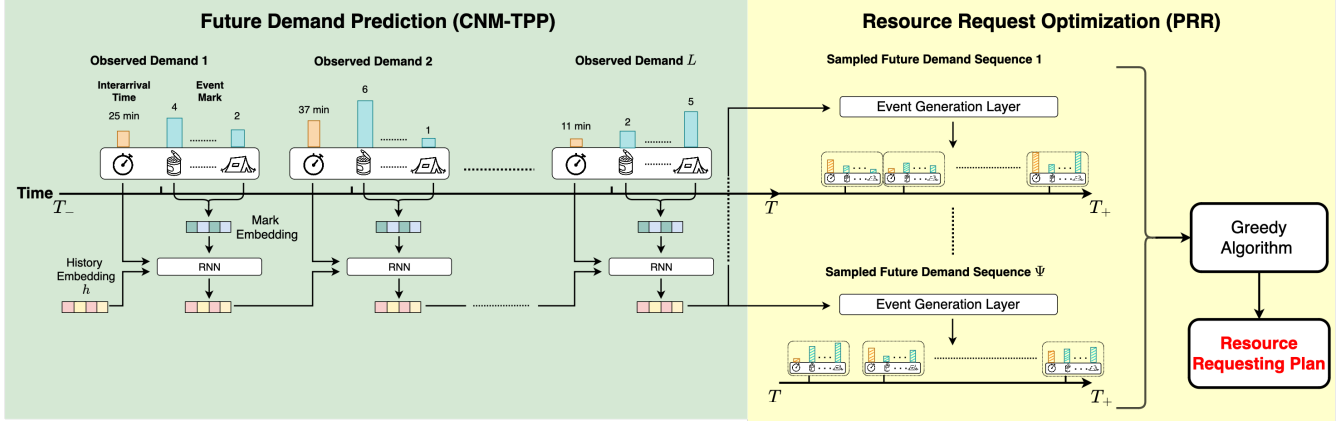 Future Demand Prediction (CNM-TPP)
Observed Demand 1
Interarrival
Time
25 min
Event
Mark
4
2
Observed Demand 2
37 min
6
1
Observed Demand L
11 min
2
5
Time
T_
T
Mark
Embedding
History
Embedding
h
RNN
RNN
RNN
Resource Request Optimization (PRR)
Sampled Future Demand Sequence 1
Event Generation Layer
T₊
Sampled Future Demand Sequence Ψ
Event Generation Layer
T
T₊
Greedy
Algorithm
Resource
Requesting Plan